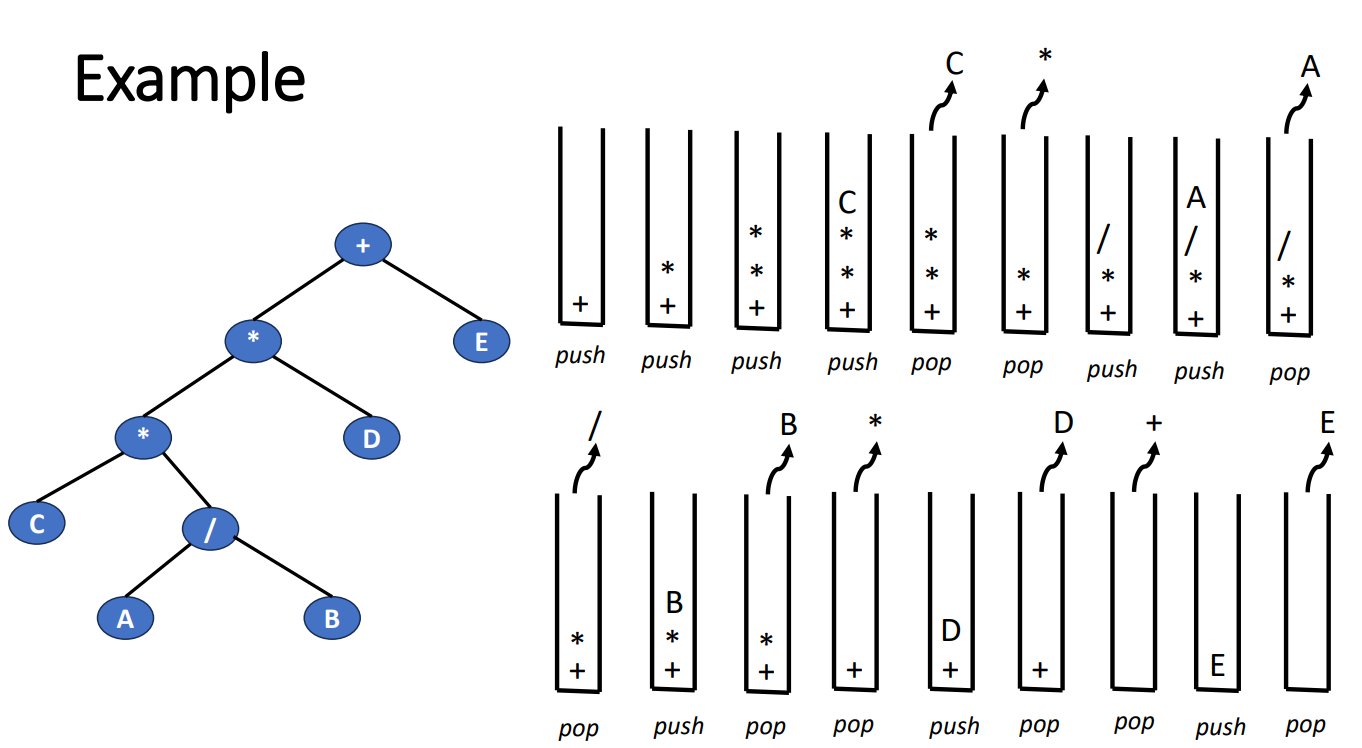 Example
C * A
C A
* * * / / /
* * * * * * * *
+ + + + + + + + +
push push push push pop pop push push pop
+
* E
* D
C /
A B
/ B * D + E
B
* * * D
+ + + + + + E
pop push pop pop push pop pop push pop